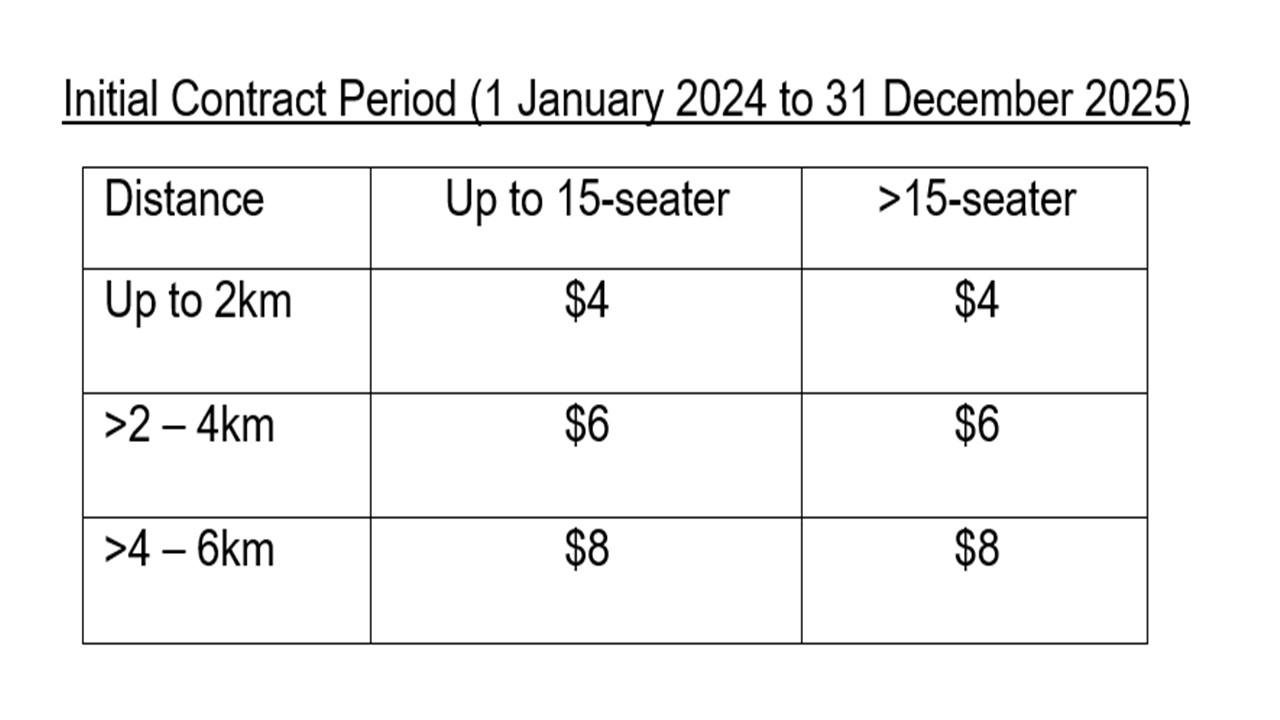 Initial Contract Period (1 January 2024 to 31 December 2025)
Distance Up to 15-seater >15-seater
Up to 2km $4 $4
>2 – 4km $6 $6
>4 – 6km $8 $8